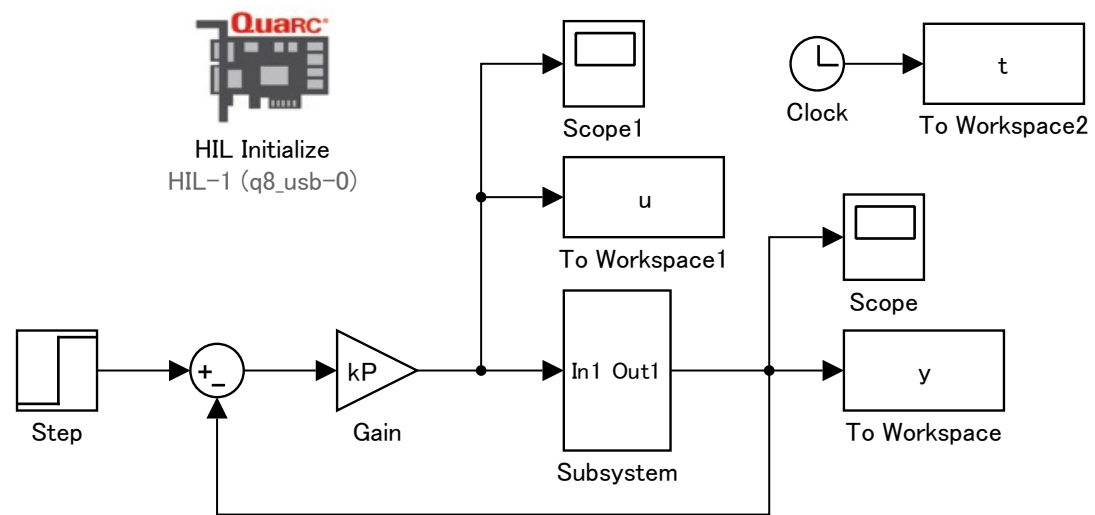 QUARC®
HIL Initialize
HIL-1 (q8_usb-0)
Scope1
u
To Workspace1
Clock
t
To Workspace2
Scope
Step
+
−
kP
Gain
In1 Out1
Subsystem
y
To Workspace